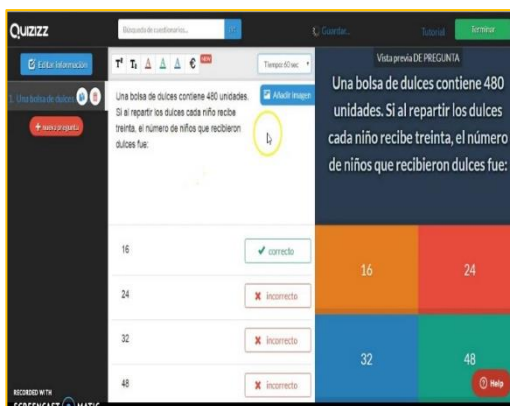 Quizizz
Búsqueda de cuestionarios...
Guardar...
Tutorial
Terminar
Editar información
Tiempo: 60 sec
Vista previa DE PREGUNTA
1. Una bolsa de dulces
+ nueva pregunta
Una bolsa de dulces contiene 480 unidades.
Si al repartir los dulces cada niño recibe
treinta, el número de niños que recibieron
dulces fue:
Añadir imagen
Una bolsa de dulces contiene 480
unidades. Si al repartir los dulces
cada niño recibe treinta, el número
de niños que recibieron dulces fue:
16
correcto
24
incorrecto
32
incorrecto
48
incorrecto
16
24
32
48
Help
RECORDED WITH
SCREENCAST MATIC